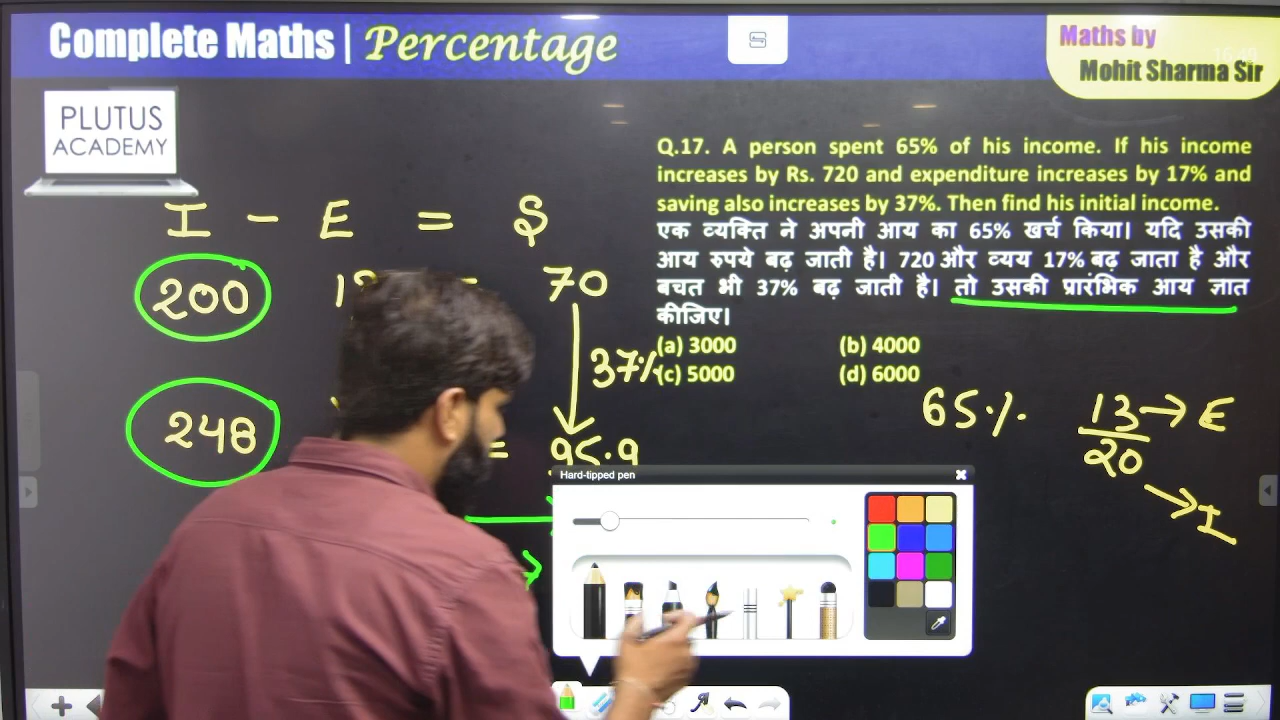 Complete Maths | Percentage
Maths by
Mohit Sharma Sir
PLUTUS
ACADEMY
Q.17. A person spent 65% of his income. If his income
increases by Rs. 720 and expenditure increases by 17% and
saving also increases by 37%. Then find his initial income.
एक व्यक्ति ने अपनी आय का 65% खर्च किया। यदि उसकी
आय रुपये बढ़ जाती है। 720 और व्यय 17% बढ़ जाता है और
बचत भी 37% बढ़ जाती है। तो उसकी प्रारंभिक आय ज्ञात
कीजिए।
(a) 3000 (b) 4000
(c) 5000 (d) 6000
I - E = S
200 70
37%
248 = 95.9
65% 13 → E
20
→ I
Hard-tipped pen